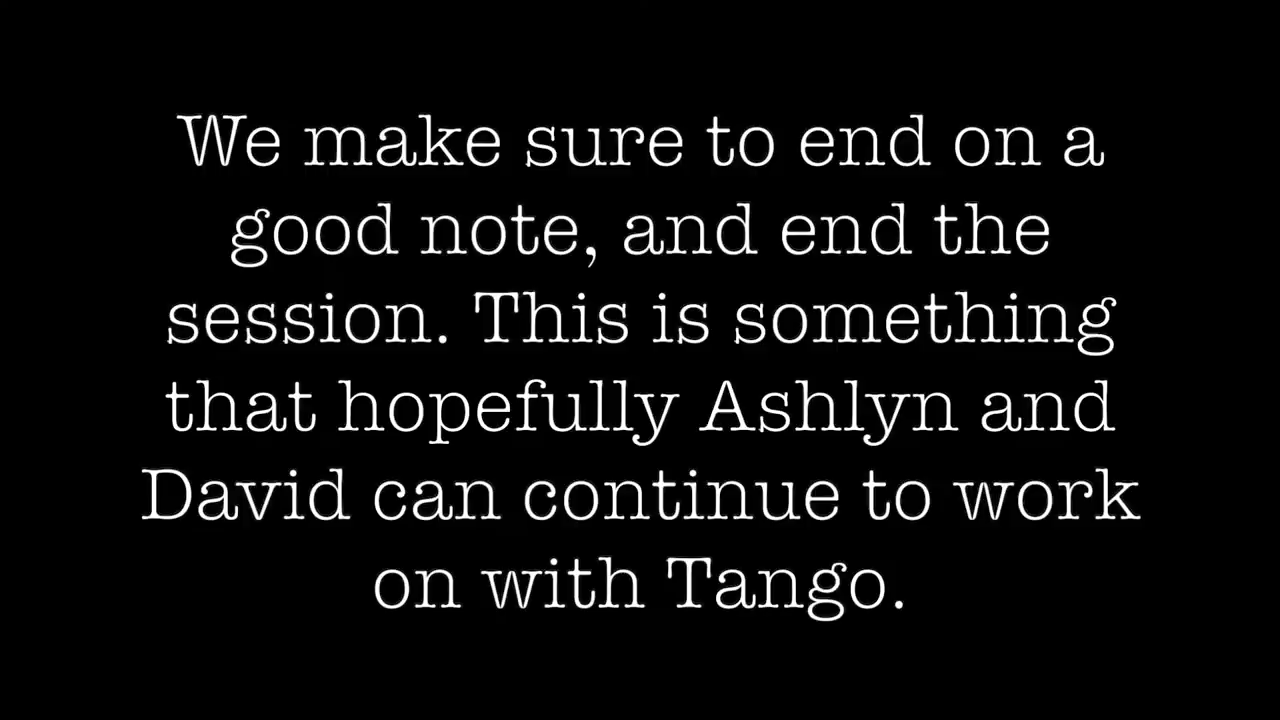 We make sure to end on a
good note, and end the
session. This is something
that hopefully Ashlyn and
David can continue to work
on with Tango.